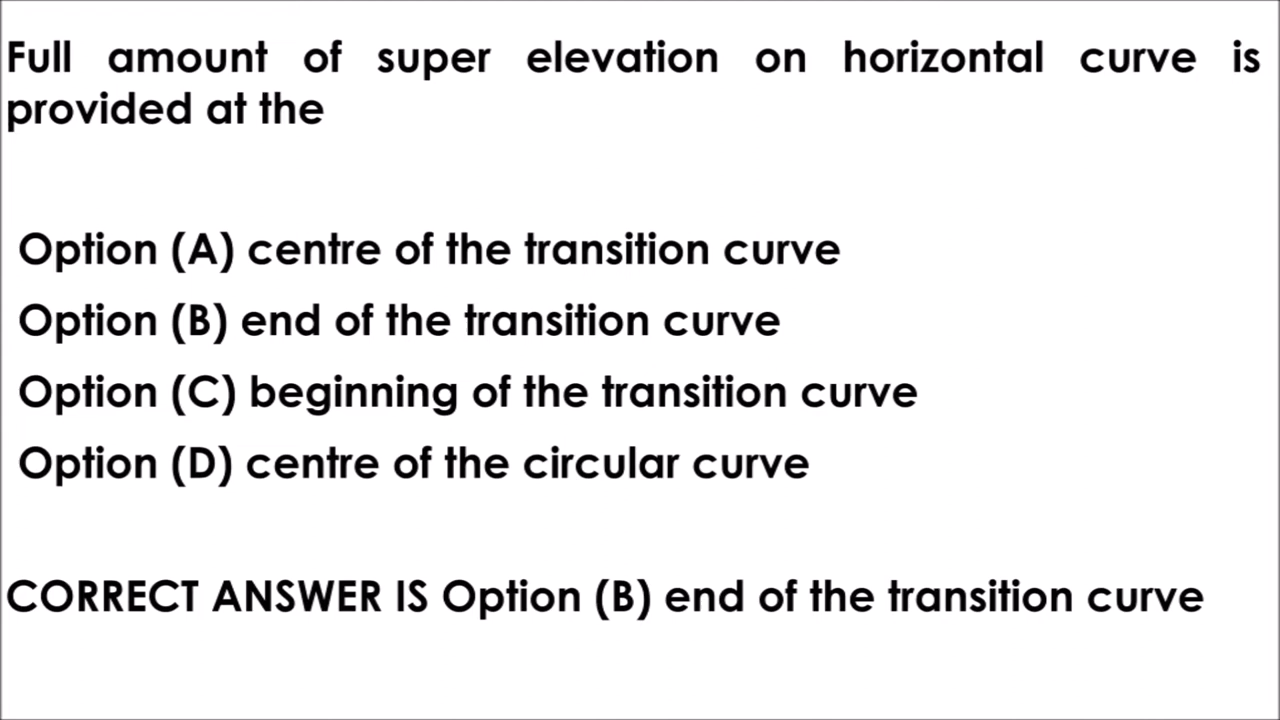 Full amount of super elevation on horizontal curve is
provided at the
Option (A) centre of the transition curve
Option (B) end of the transition curve
Option (C) beginning of the transition curve
Option (D) centre of the circular curve
CORRECT ANSWER IS Option (B) end of the transition curve